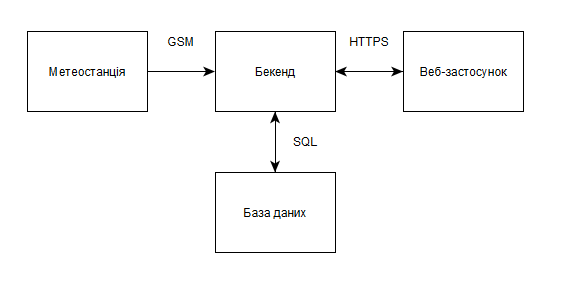 GSM
HTTPS
Метеостанція
Бекенд
Веб-застосунок
SQL
База даних